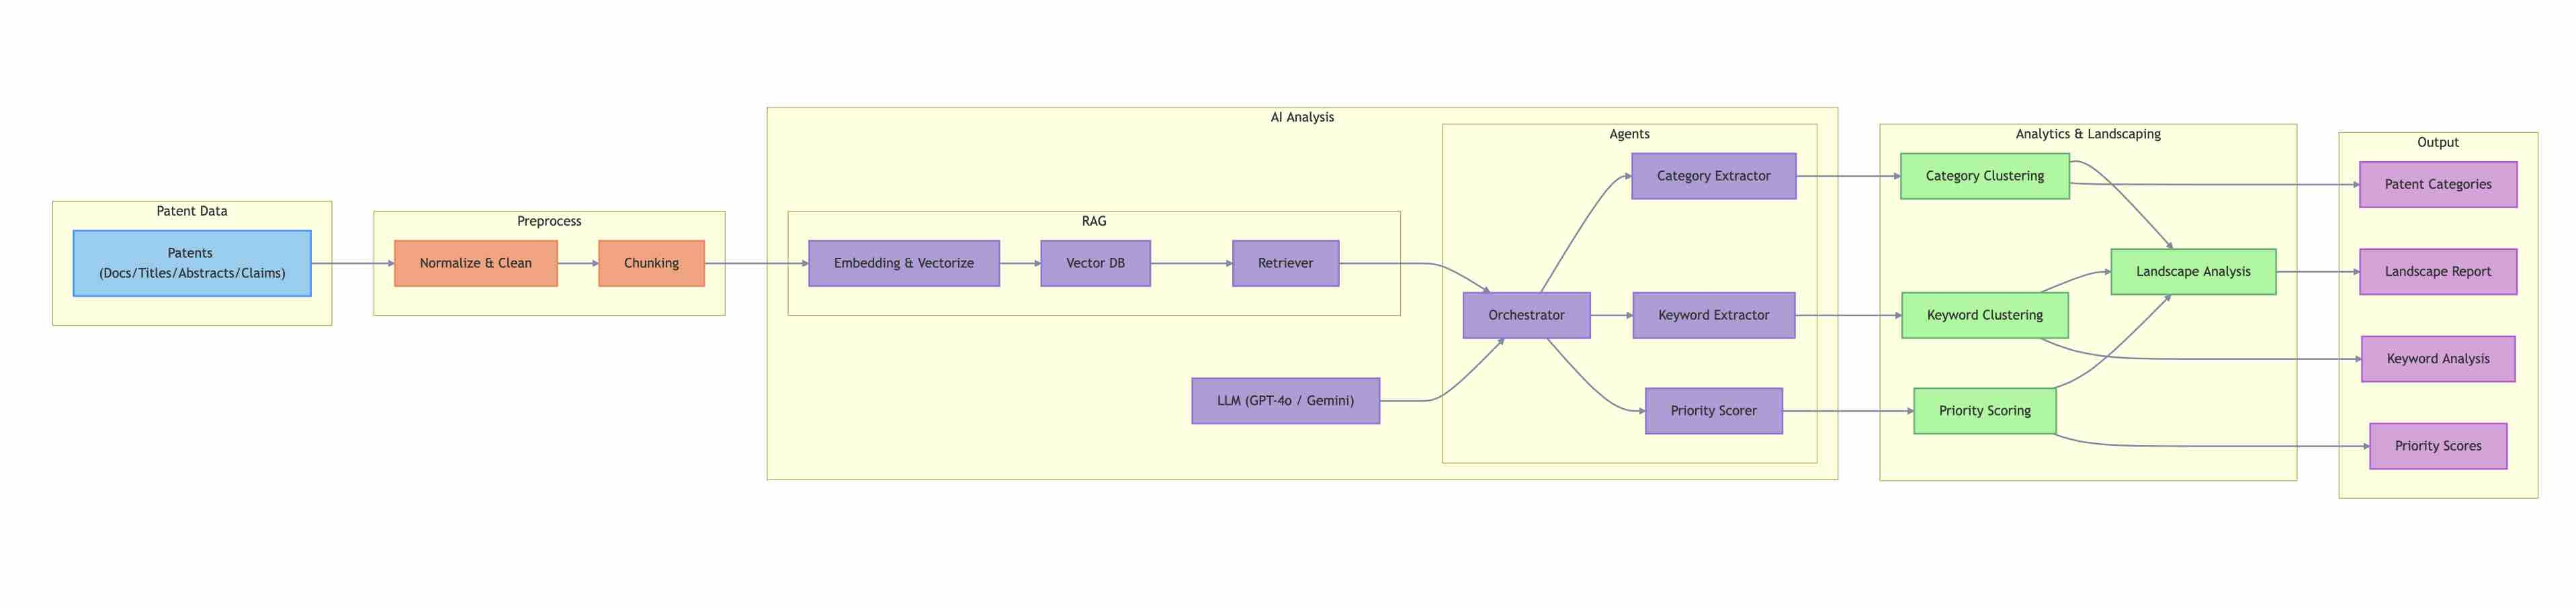 Patent Data
Patents
(Docs/Titles/Abstracts/Claims)
Preprocess
Normalize & Clean
Chunking
AI Analysis
RAG
Embedding & Vectorize
Vector DB
Retriever
LLM (GPT-4o / Gemini)
Agents
Orchestrator
Category Extractor
Keyword Extractor
Priority Scorer
Analytics & Landscaping
Category Clustering
Keyword Clustering
Priority Scoring
Landscape Analysis
Output
Patent Categories
Landscape Report
Keyword Analysis
Priority Scores